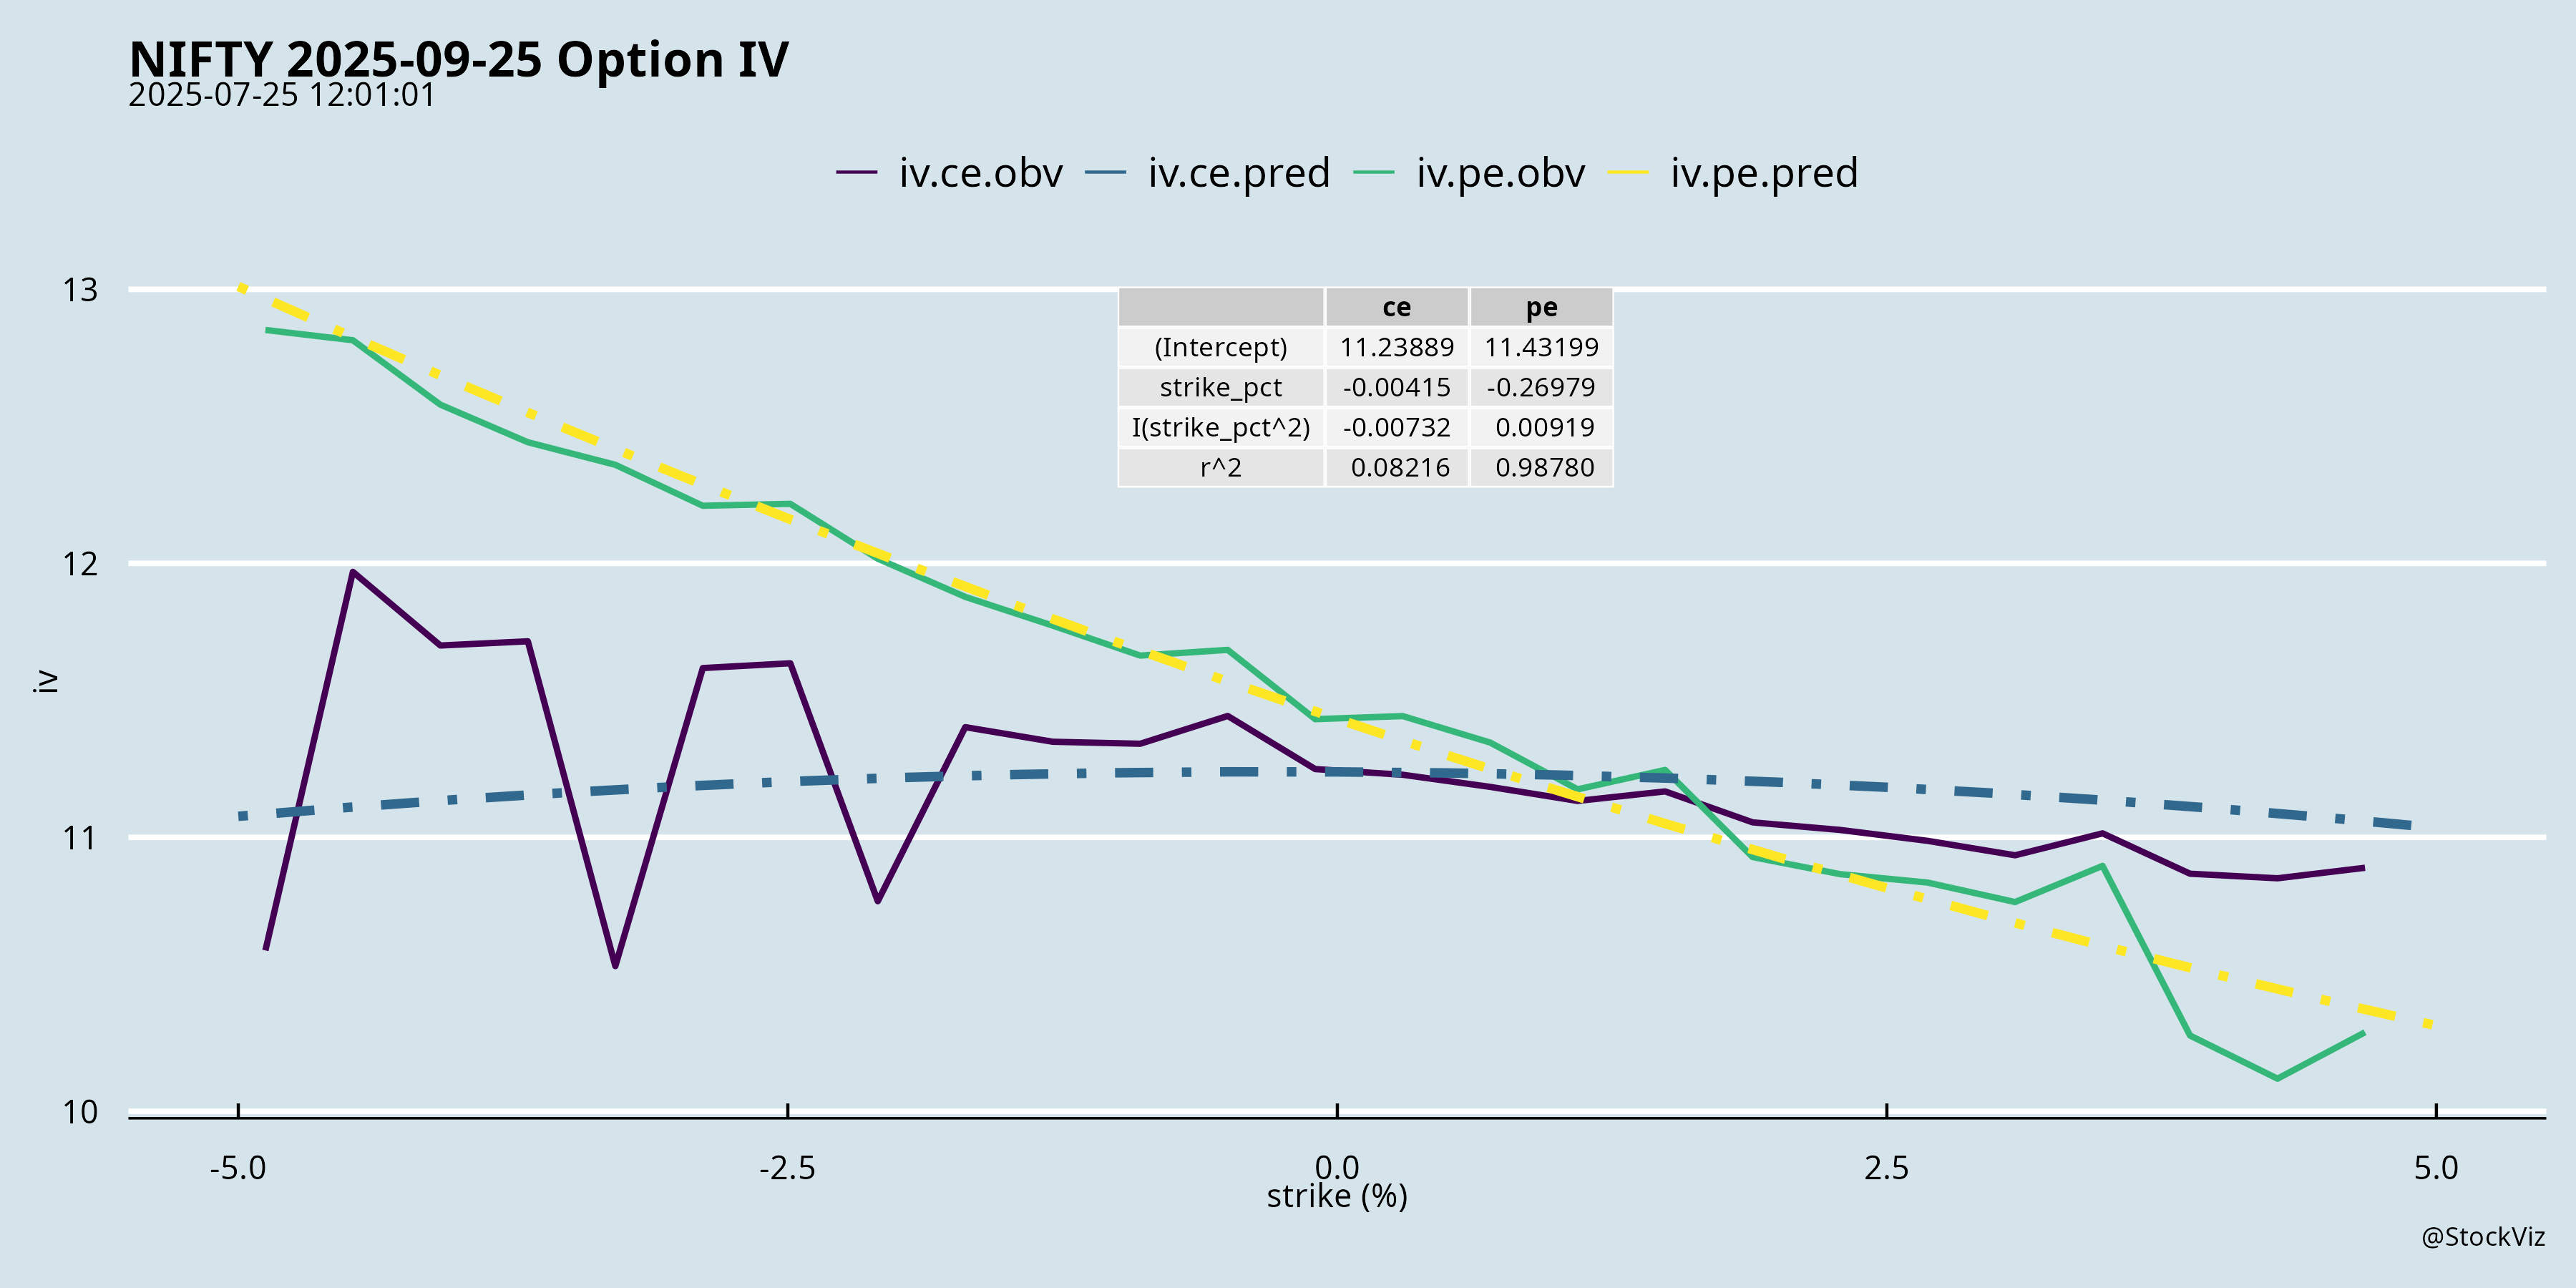 NIFTY 2025-09-25 Option IV
2025-07-25 12:01:01
iv.ce.obv iv.ce.pred iv.pe.obv iv.pe.pred
13
12
11
10
iv
ce pe
(Intercept) 11.23889 11.43199
strike_pct -0.00415 -0.26979
I(strike_pct^2) -0.00732 0.00919
r^2 0.08216 0.98780
-5.0 -2.5 0.0 2.5 5.0
strike (%)
@StockViz